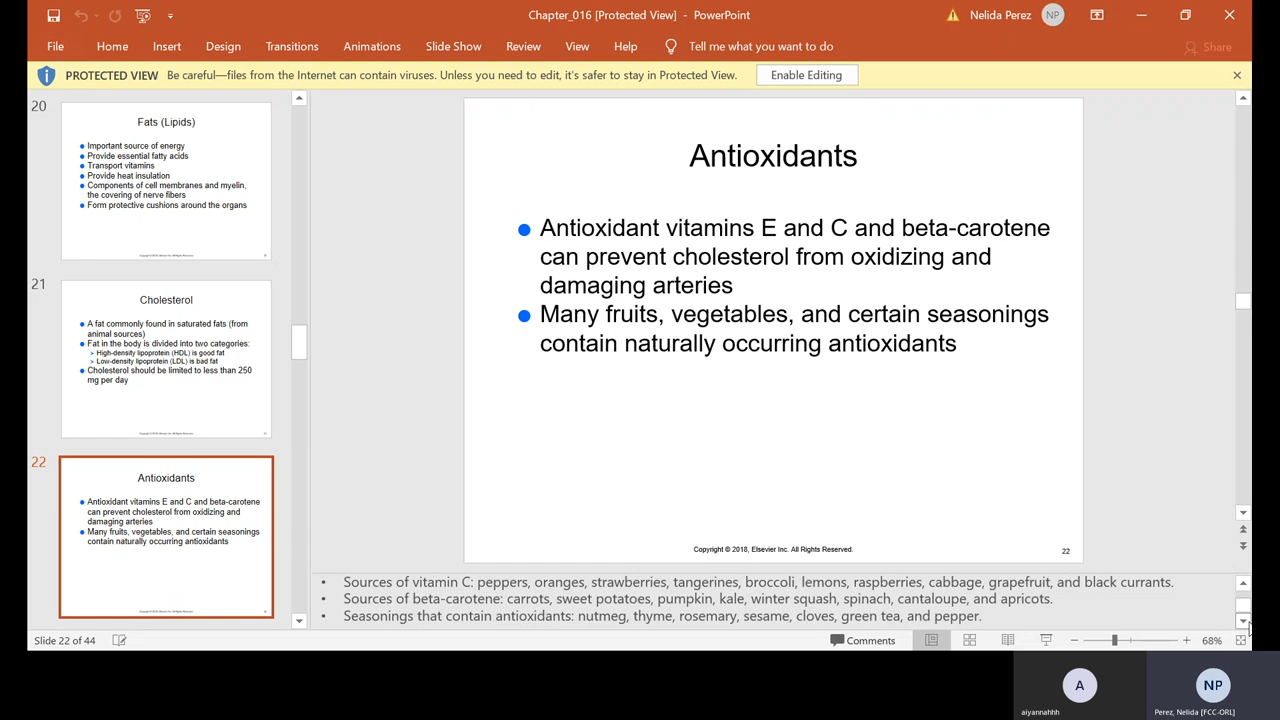 Chapter_016 [Protected View] - PowerPoint
Nelida Perez
NP
File Home Insert Design Transitions Animations Slide Show Review View Help Tell me what you want to do
Share
PROTECTED VIEW Be careful—files from the Internet can contain viruses. Unless you need to edit, it's safer to stay in Protected View.
Enable Editing
20
Fats (Lipids)
Important source of energy
Provide essential fatty acids
Transport vitamins
Provide heat insulation
Components of cell membranes and myelin,
the covering of nerve fibers
Form protective cushions around the organs
21
Cholesterol
A fat commonly found in saturated fats (from
animal sources)
Fat in the body is divided into two categories:
High-density lipoprotein (HDL) is good fat
Low-density lipoprotein (LDL) is bad fat
Cholesterol should be limited to less than 250
mg per day
22
Antioxidants
Antioxidant vitamins E and C and beta-carotene
can prevent cholesterol from oxidizing and
damaging arteries
Many fruits, vegetables, and certain seasonings
contain naturally occurring antioxidants
Antioxidants
Antioxidant vitamins E and C and beta-carotene
can prevent cholesterol from oxidizing and
damaging arteries
Many fruits, vegetables, and certain seasonings
contain naturally occurring antioxidants
Copyright © 2018, Elsevier Inc. All Rights Reserved.
22
• Sources of vitamin C: peppers, oranges, strawberries, tangerines, broccoli, lemons, raspberries, cabbage, grapefruit, and black currants.
• Sources of beta-carotene: carrots, sweet potatoes, pumpkin, kale, winter squash, spinach, cantaloupe, and apricots.
• Seasonings that contain antioxidants: nutmeg, thyme, rosemary, sesame, cloves, green tea, and pepper.
Slide 22 of 44
Comments
68%
A
aiyannahhh
NP
Perez, Nelida [FCC-ORL]